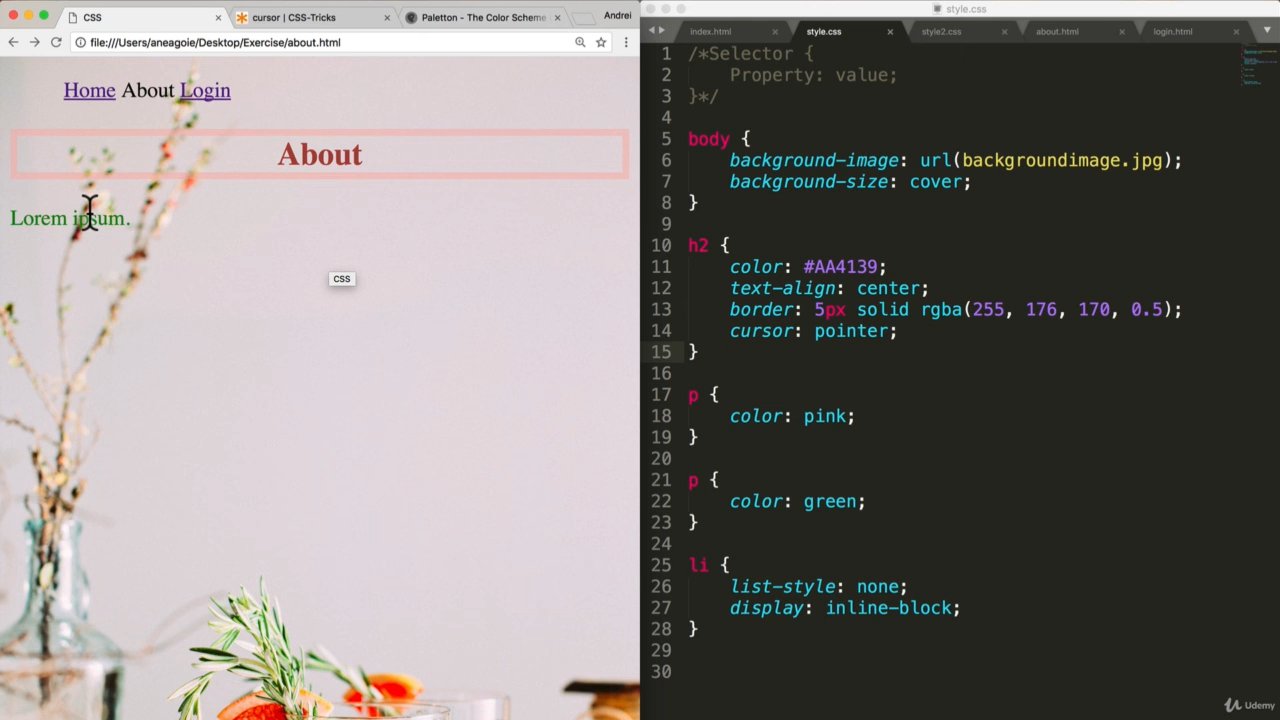 CSS
cursor | CSS-Tricks
Paletton - The Color Scheme
Andrei
file:///Users/aneagoie/Desktop/Exercise/about.html
Home About Login
About
Lorem ipsum.
CSS
style.css
index.html
style.css
style2.css
about.html
login.html
1 /*Selector {
2 Property: value;
3 }*/
4
5 body {
6 background-image: url(backgroundimage.jpg);
7 background-size: cover;
8 }
9
10 h2 {
11 color: #AA4139;
12 text-align: center;
13 border: 5px solid rgba(255, 176, 170, 0.5);
14 cursor: pointer;
15 }
16
17 p {
18 color: pink;
19 }
20
21 p {
22 color: green;
23 }
24
25 li {
26 list-style: none;
27 display: inline-block;
28 }
29
30
Udemy